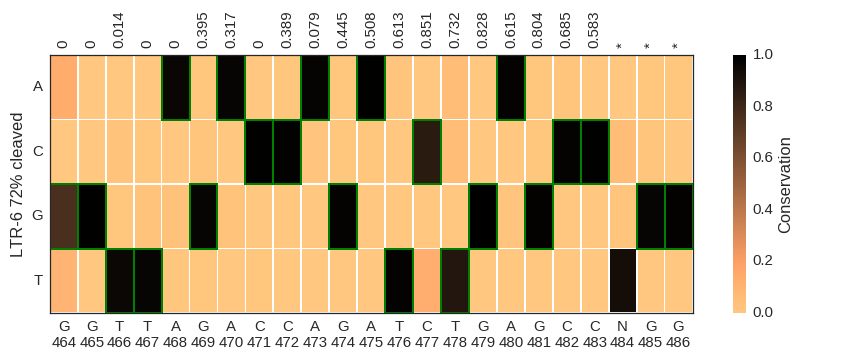 0 0 0.014 0 0 0.395 0.317 0 0.389 0.079 0.445 0.508 0.613 0.851 0.732 0.828 0.615 0.804 0.685 0.583 * * *
LTR-6 72% cleaved
A
C
G
T
G G T T A G A C C A G A T C T G A G C C N G G
464 465 466 467 468 469 470 471 472 473 474 475 476 477 478 479 480 481 482 483 484 485 486
1.0
0.8
0.6
0.4
0.2
0.0
Conservation